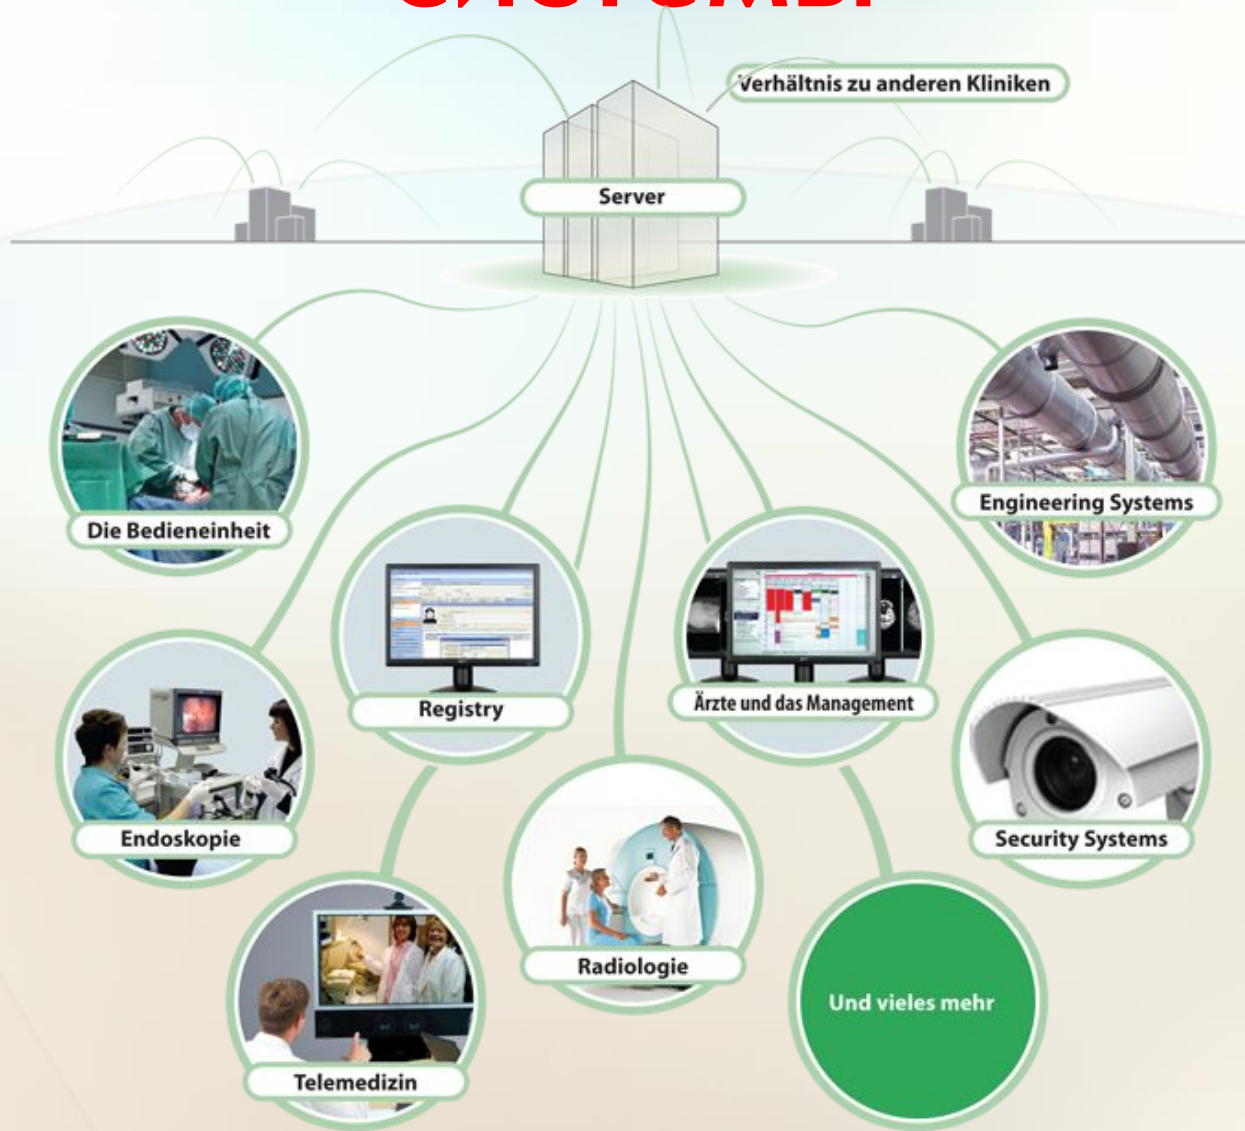 системы
Verhältnis zu anderen Kliniken
Server
Die Bedieneinheit
Engineering Systems
Registry
Ärzte und das Management
Endoskopie
Security Systems
Radiologie
Und vieles mehr
Telemedizin